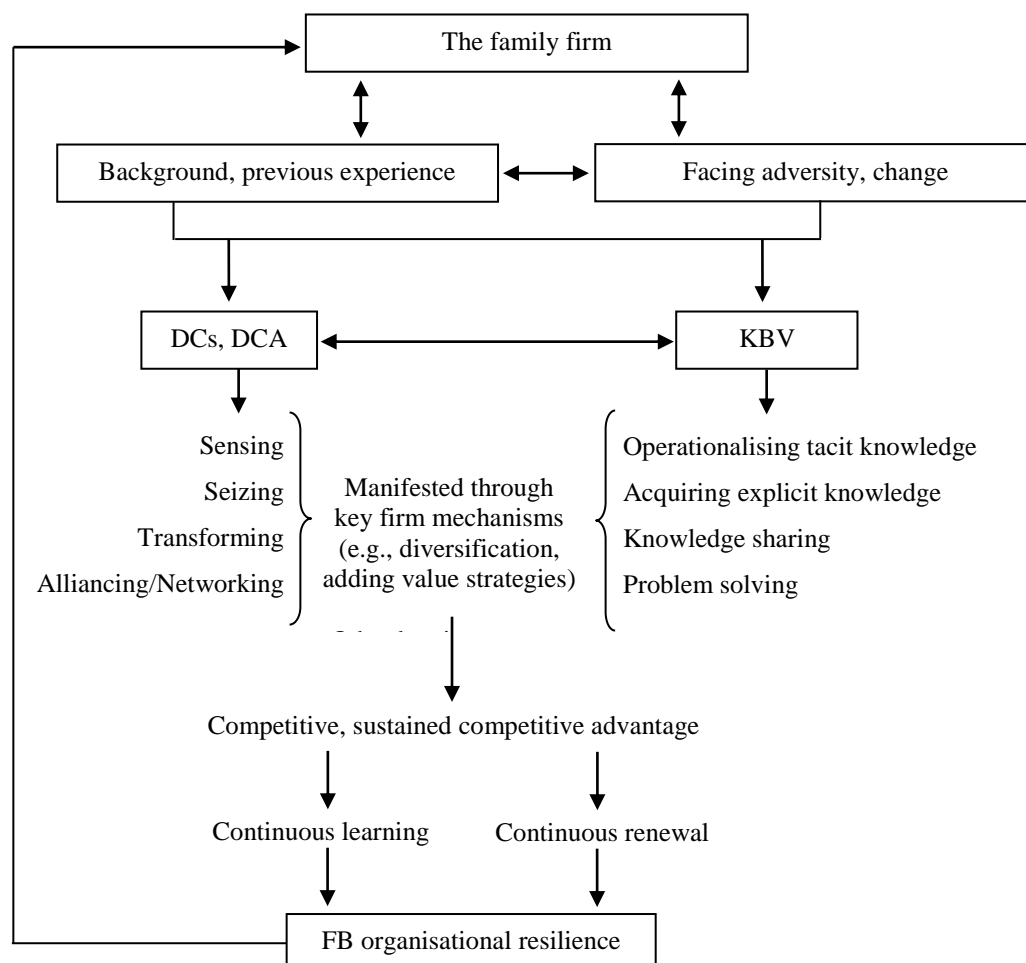 The family firm
Background, previous experience
Facing adversity, change
DCs, DCA
KBV
Sensing
Seizing
Transforming
Alliancing/Networking
Manifested through
key firm mechanisms
(e.g., diversification,
adding value strategies)
Operationalising tacit knowledge
Acquiring explicit knowledge
Knowledge sharing
Problem solving
Competitive, sustained competitive advantage
Continuous learning
Continuous renewal
FB organisational resilience